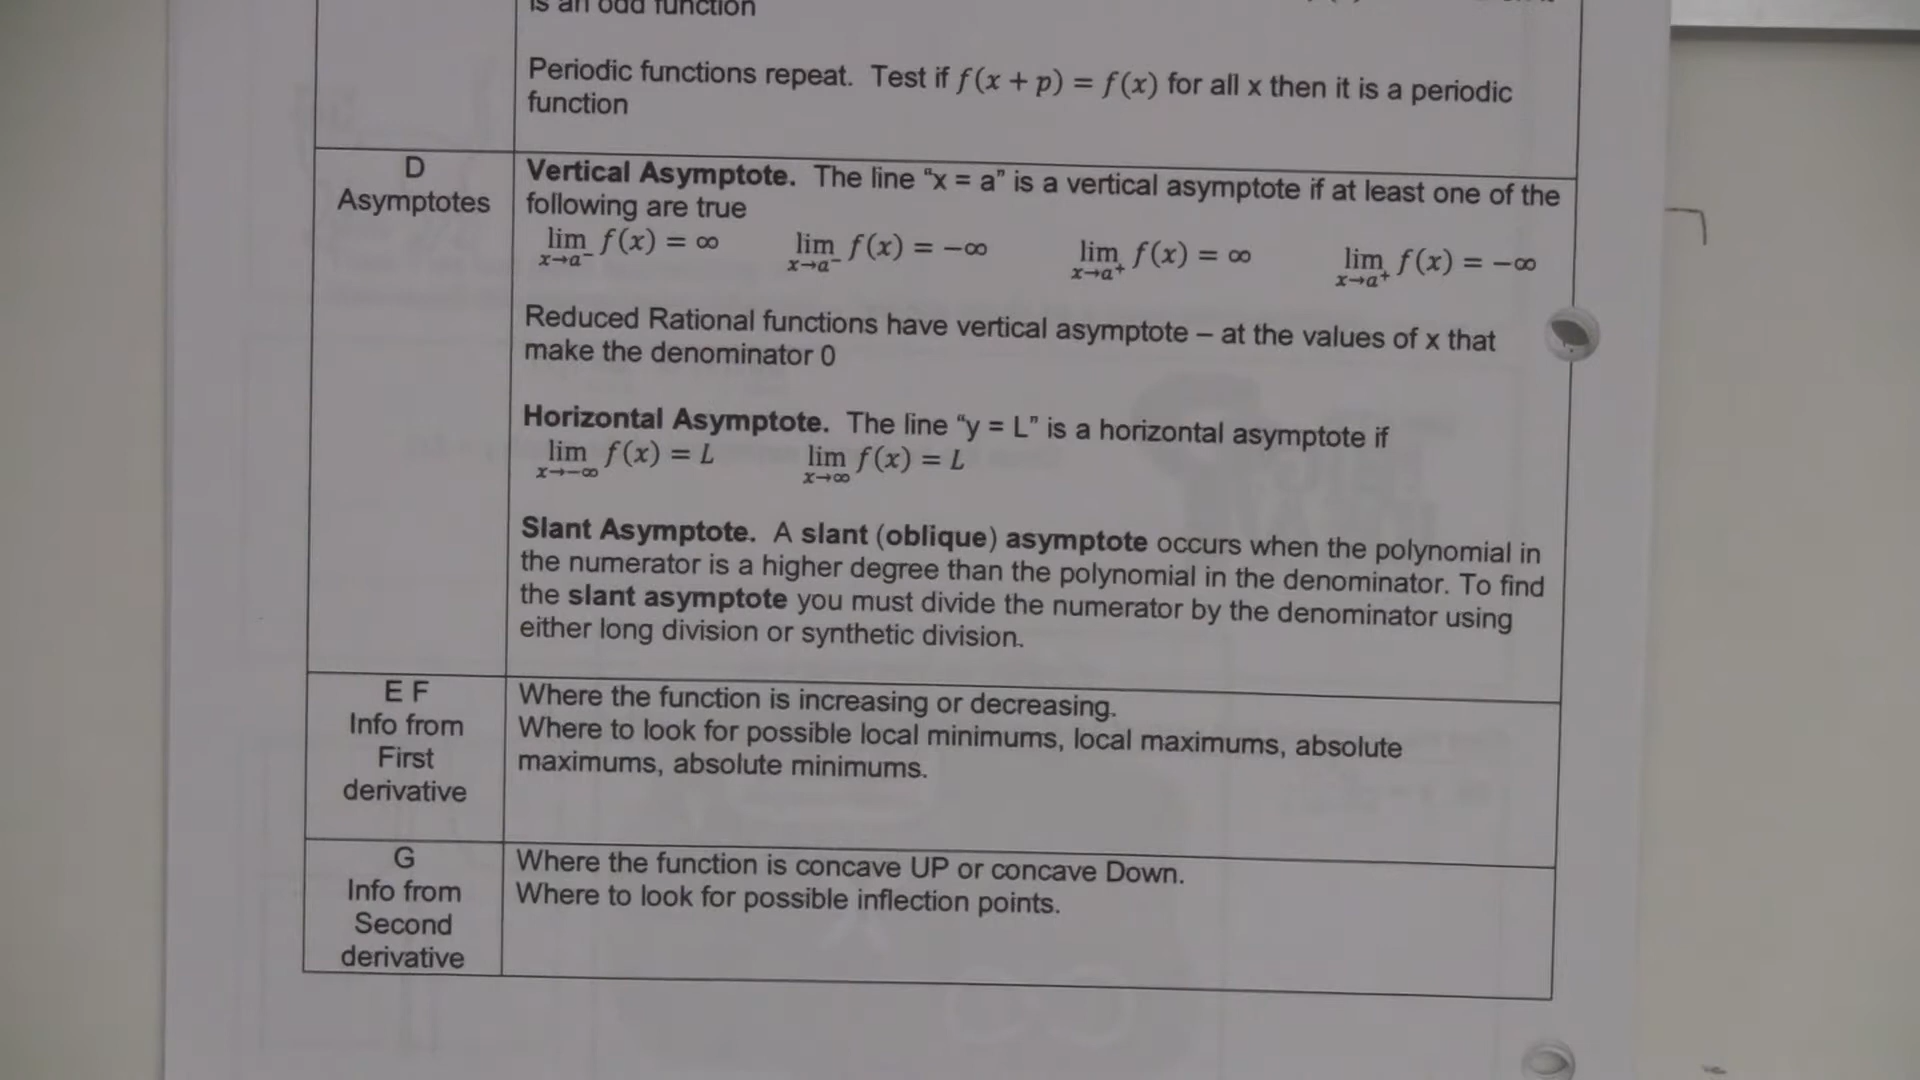 is an odd function
Periodic functions repeat. Test if f(x + p) = f(x) for all x then it is a periodic
function
D
Asymptotes
Vertical Asymptote. The line “x = a” is a vertical asymptote if at least one of the
following are true
lim x→a⁻ f(x) = ∞ lim x→a⁻ f(x) = −∞ lim x→a⁺ f(x) = ∞ lim x→a⁺ f(x) = −∞
Reduced Rational functions have vertical asymptote – at the values of x that
make the denominator 0
Horizontal Asymptote. The line “y = L” is a horizontal asymptote if
lim x→−∞ f(x) = L lim x→∞ f(x) = L
Slant Asymptote. A slant (oblique) asymptote occurs when the polynomial in
the numerator is a higher degree than the polynomial in the denominator. To find
the slant asymptote you must divide the numerator by the denominator using
either long division or synthetic division.
E F
Info from
First
derivative
Where the function is increasing or decreasing.
Where to look for possible local minimums, local maximums, absolute
maximums, absolute minimums.
G
Info from
Second
derivative
Where the function is concave UP or concave Down.
Where to look for possible inflection points.